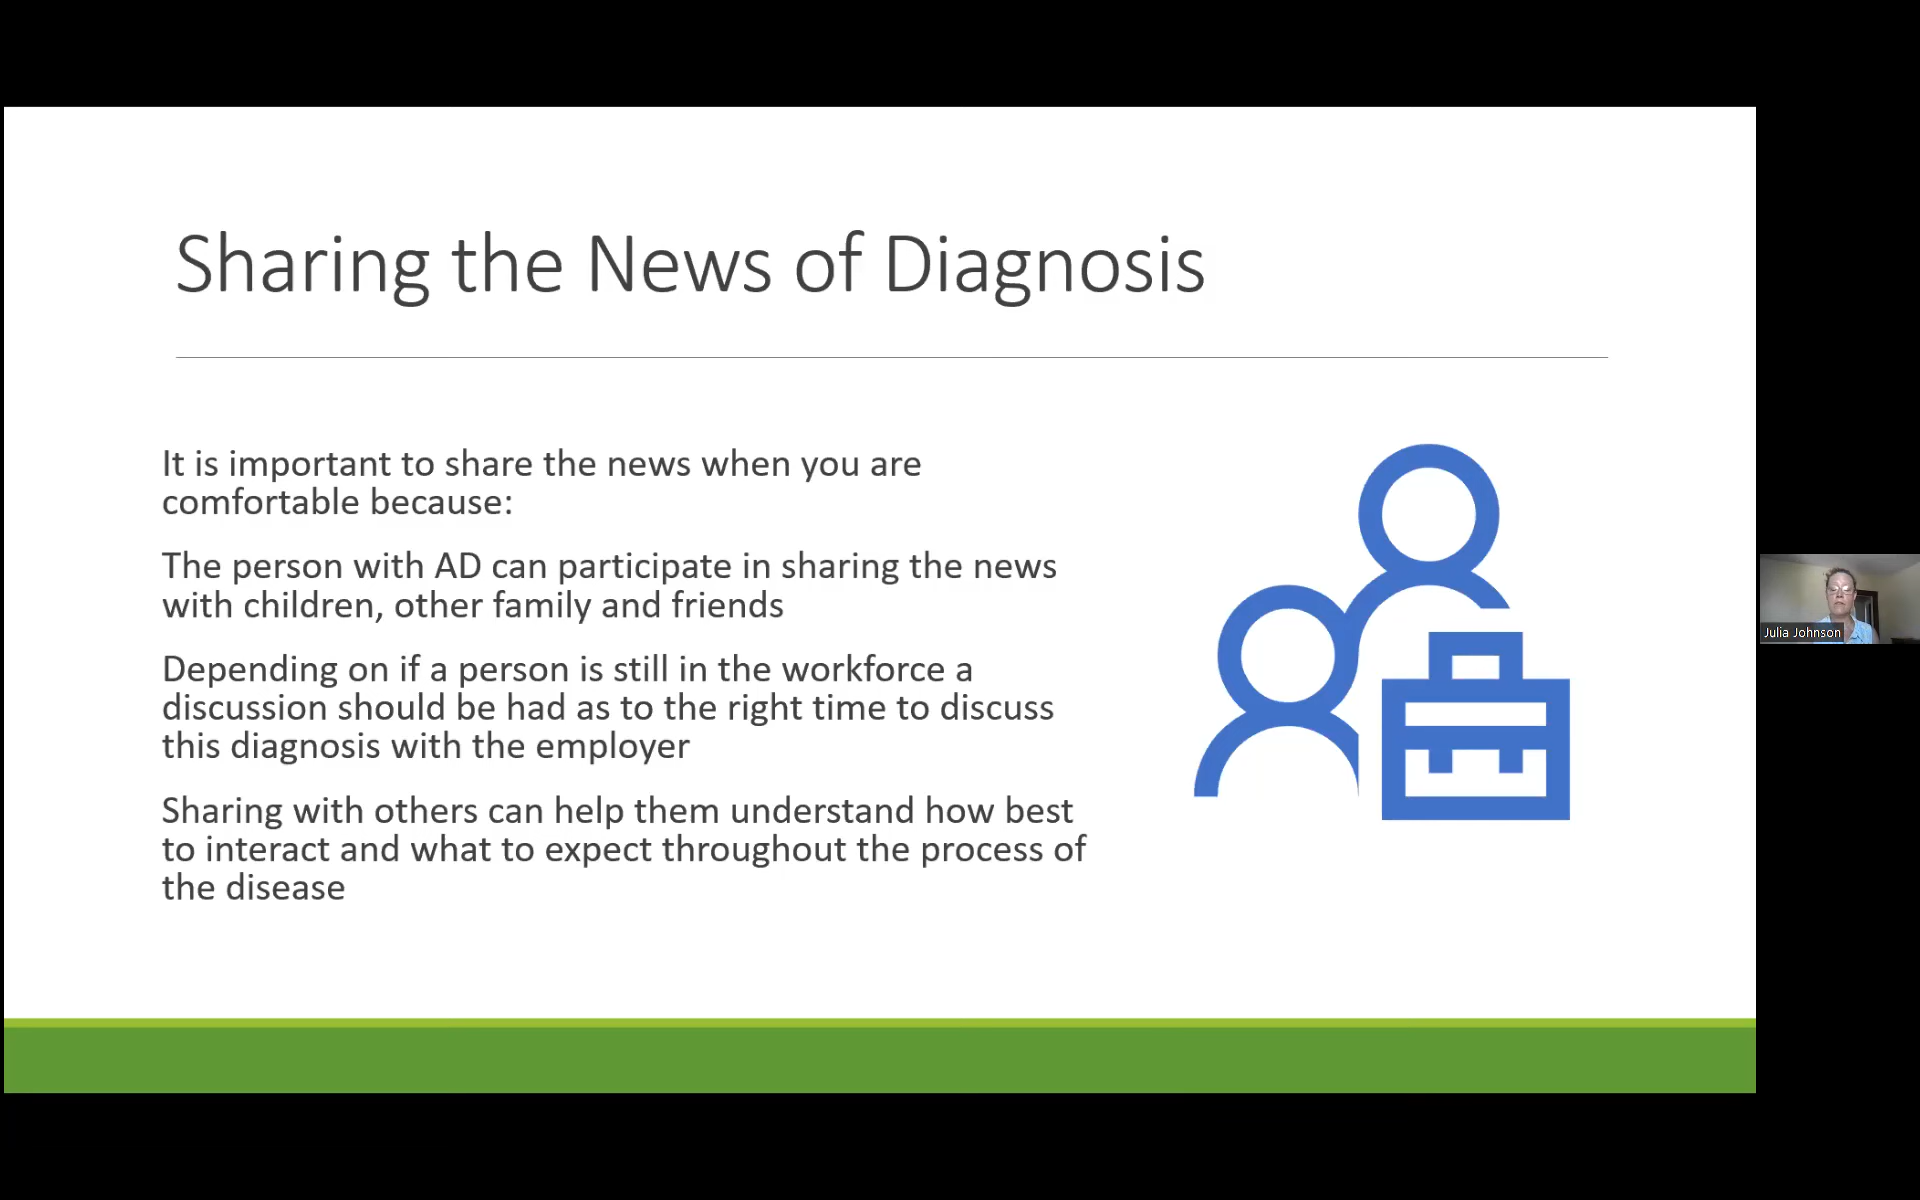 Sharing the News of Diagnosis
It is important to share the news when you are
comfortable because:
The person with AD can participate in sharing the news
with children, other family and friends
Depending on if a person is still in the workforce a
discussion should be had as to the right time to discuss
this diagnosis with the employer
Sharing with others can help them understand how best
to interact and what to expect throughout the process of
the disease
Julia Johnson